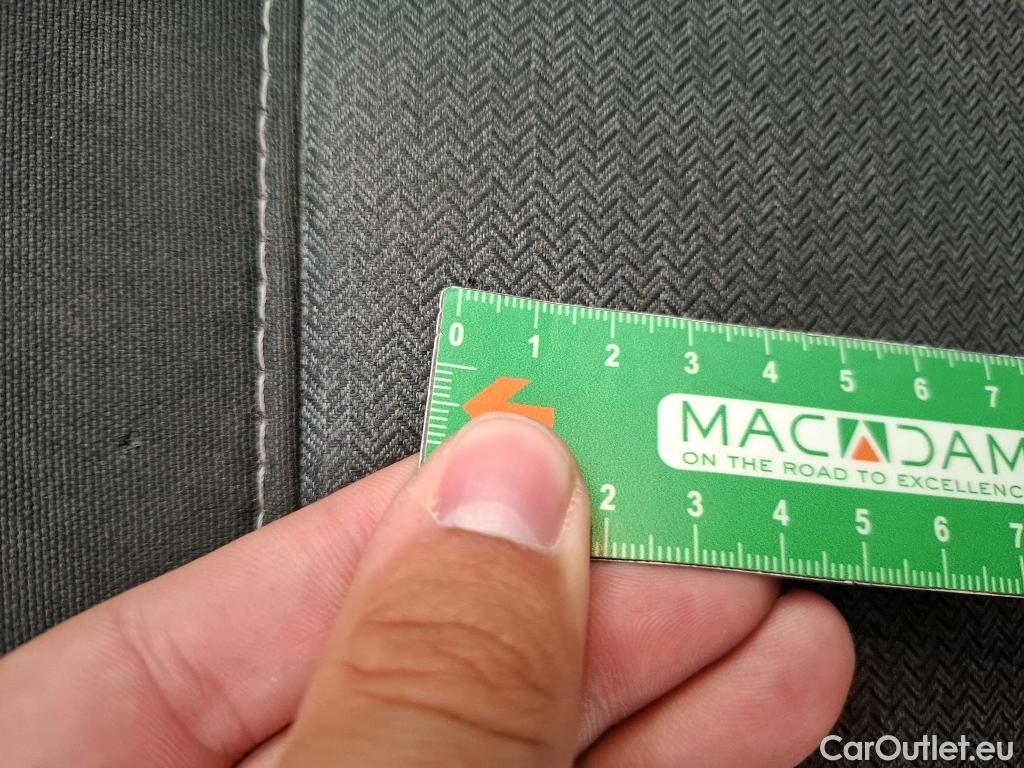 0 1 2 3 4 5 6 7
MACADAM
ON THE ROAD TO EXCELLENC
2 3 4 5 6 7
CarOutlet.eu